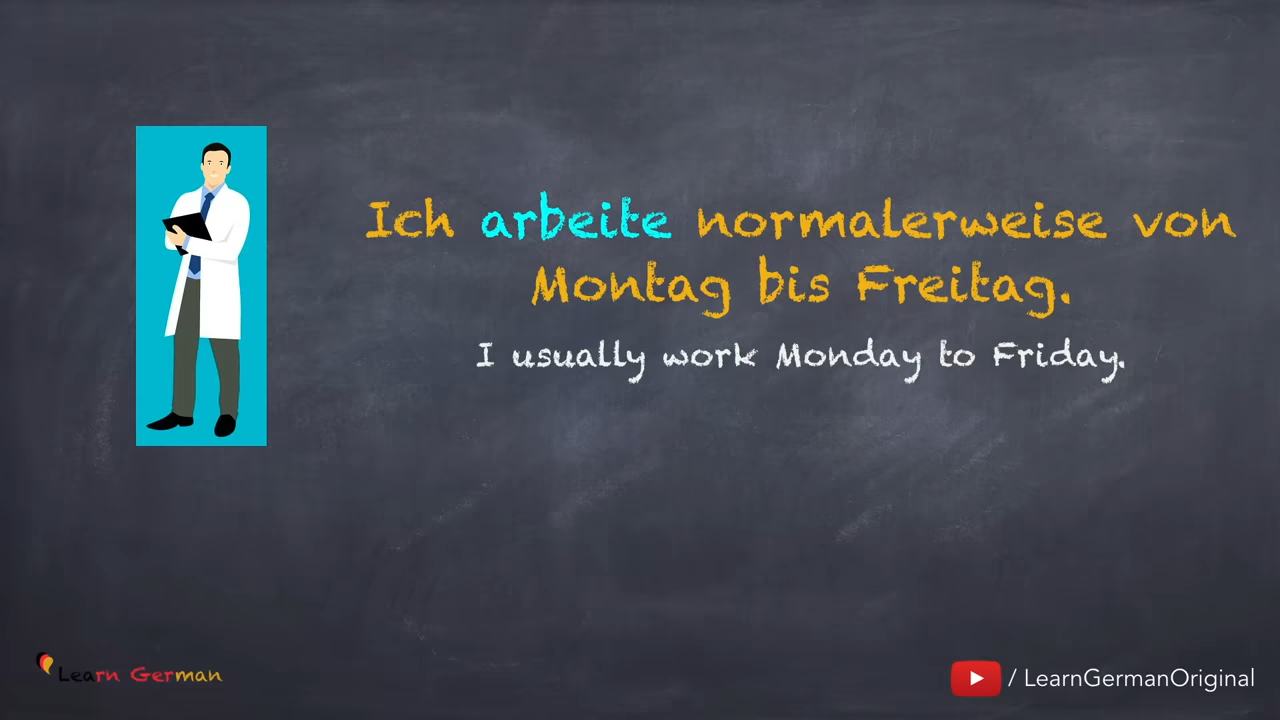 Ich arbeite normalerweise von
Montag bis Freitag.
I usually work Monday to Friday.
Learn German
/ LearnGermanOriginal